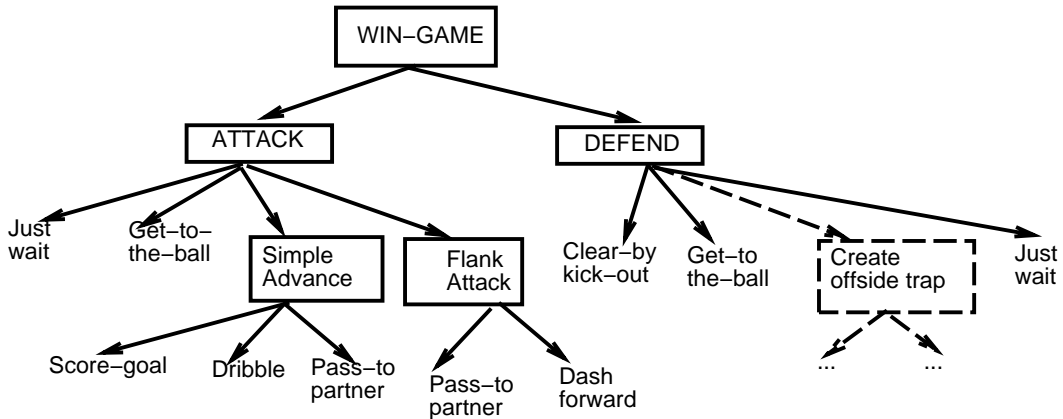 WIN−GAME
ATTACK
DEFEND
Just
wait
Get−to−
the−ball
Simple
Advance
Flank
Attack
Clear−by
kick−out
Get−to
the−ball
Create
offside trap
Just
wait
Score−goal
Dribble
Pass−to
partner
Pass−to
partner
Dash
forward
...
...